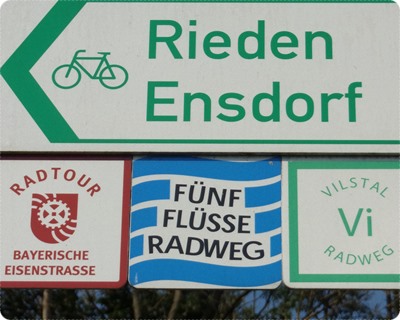 Rieden
Ensdorf
RADTOUR
BAYERISCHE
EISENSTRASSE
FÜNF
FLÜSSE
RADWEG
VILSTAL
Vi
RADWEG